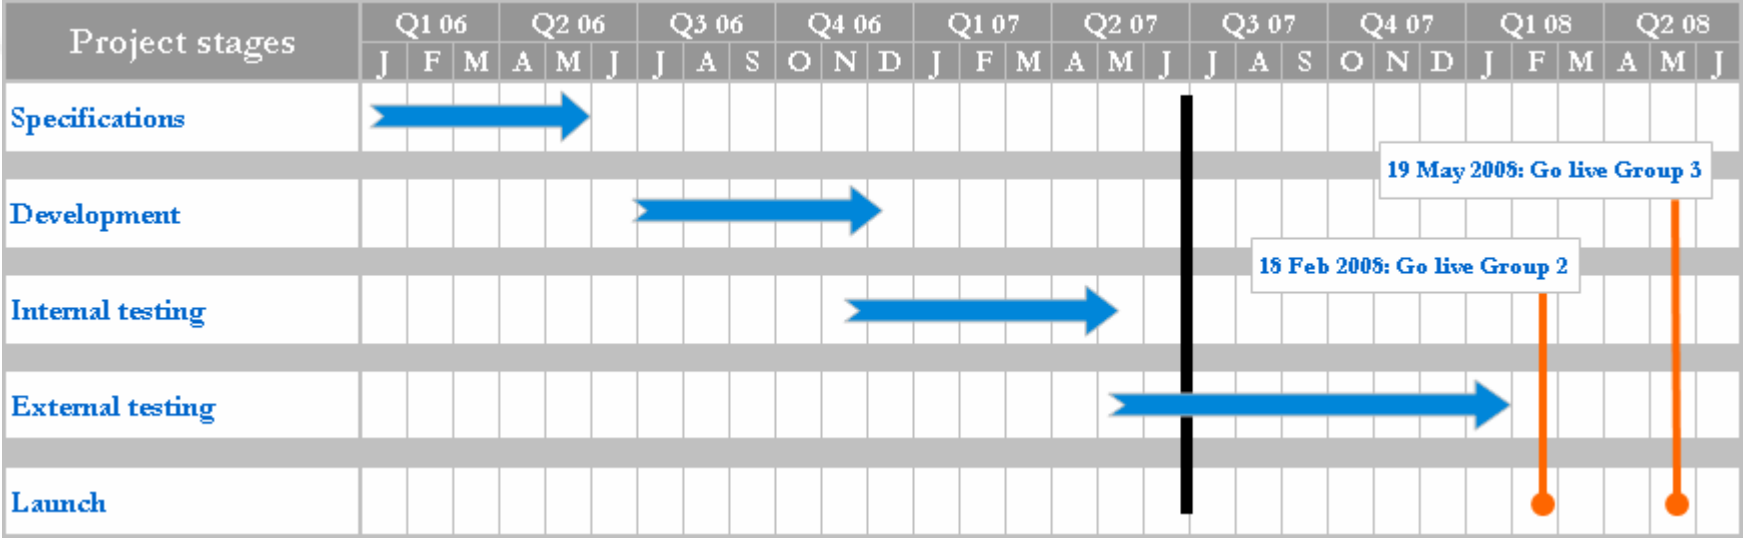 Project stages
Q1 06 Q2 06 Q3 06 Q4 06 Q1 07 Q2 07 Q3 07 Q4 07 Q1 08 Q2 08
J F M A M J J A S O N D J F M A M J J A S O N D J F M A M J
Specifications
19 May 2008: Go live Group 3
Development
18 Feb 2008: Go live Group 2
Internal testing
External testing
Launch